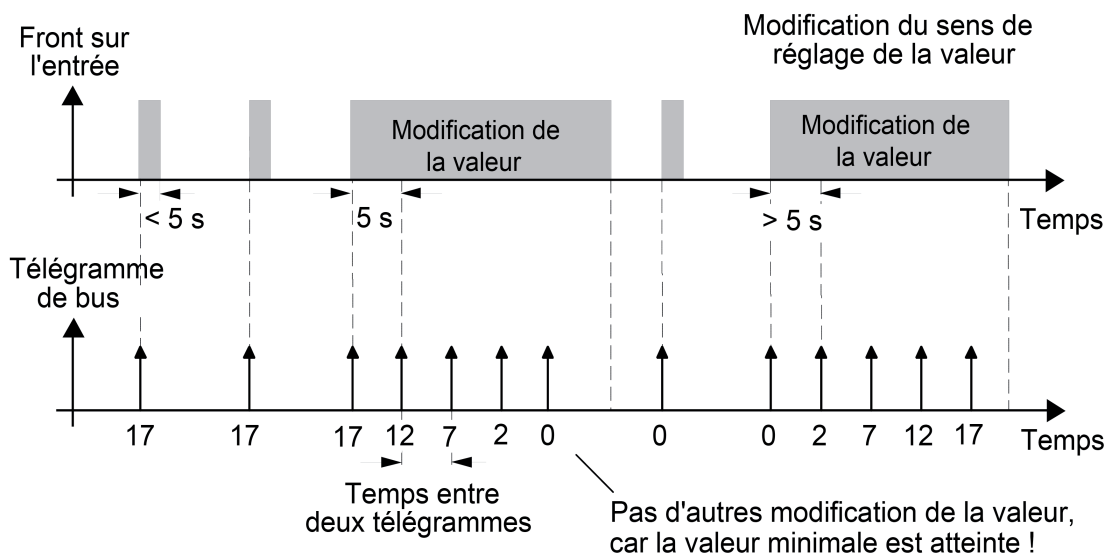 Modification du sens de
réglage de la valeur
Front sur
l'entrée
Modification de
la valeur
Modification de
la valeur
< 5 s
5 s
> 5 s
Temps
Télégramme
de bus
17
17
17
12
7
2
0
0
0
2
7
12
17
Temps
Temps entre
deux télégrammes
Pas d'autres modification de la valeur,
car la valeur minimale est atteinte !